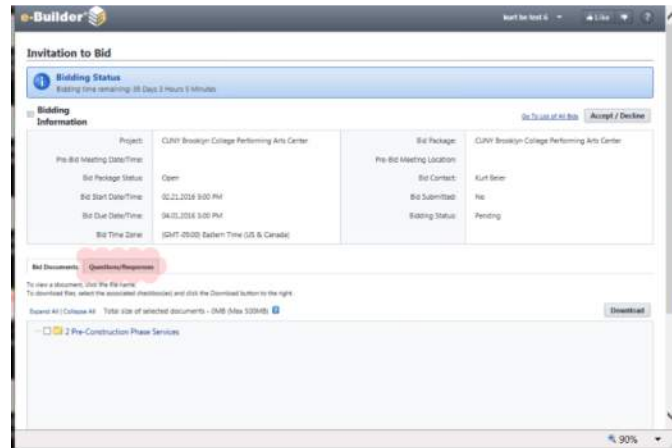 e-Builder
kurt be test 6
Like
?
Invitation to Bid
Bidding Status
Bidding time remaining: 39 Days 3 Hours 5 Minutes
Bidding Information
Go To List of All Bids
Accept / Decline
Project: CUNY Brooklyn College Performing Arts Center
Bid Package: CUNY Brooklyn College Performing Arts Center
Pre-Bid Meeting Date/Time:
Pre-Bid Meeting Location:
Bid Package Status: Open
Bid Contact: Kurt Beier
Bid Start Date/Time: 02.21.2016 9:00 PM
Bid Submitted: No
Bid Due Date/Time: 04.01.2016 3:00 PM
Bidding Status: Pending
Bid Time Zone: (GMT-05:00) Eastern Time (US & Canada)
Bid Documents
Questions/Responses
To view a document, click the file name.
To download files, select the associated checkbox(es) and click the Download button to the right.
Expand All | Collapse All Total size of selected documents - 0MB (Max 500MB) ?
Download
2 Pre-Construction Phase Services
90%